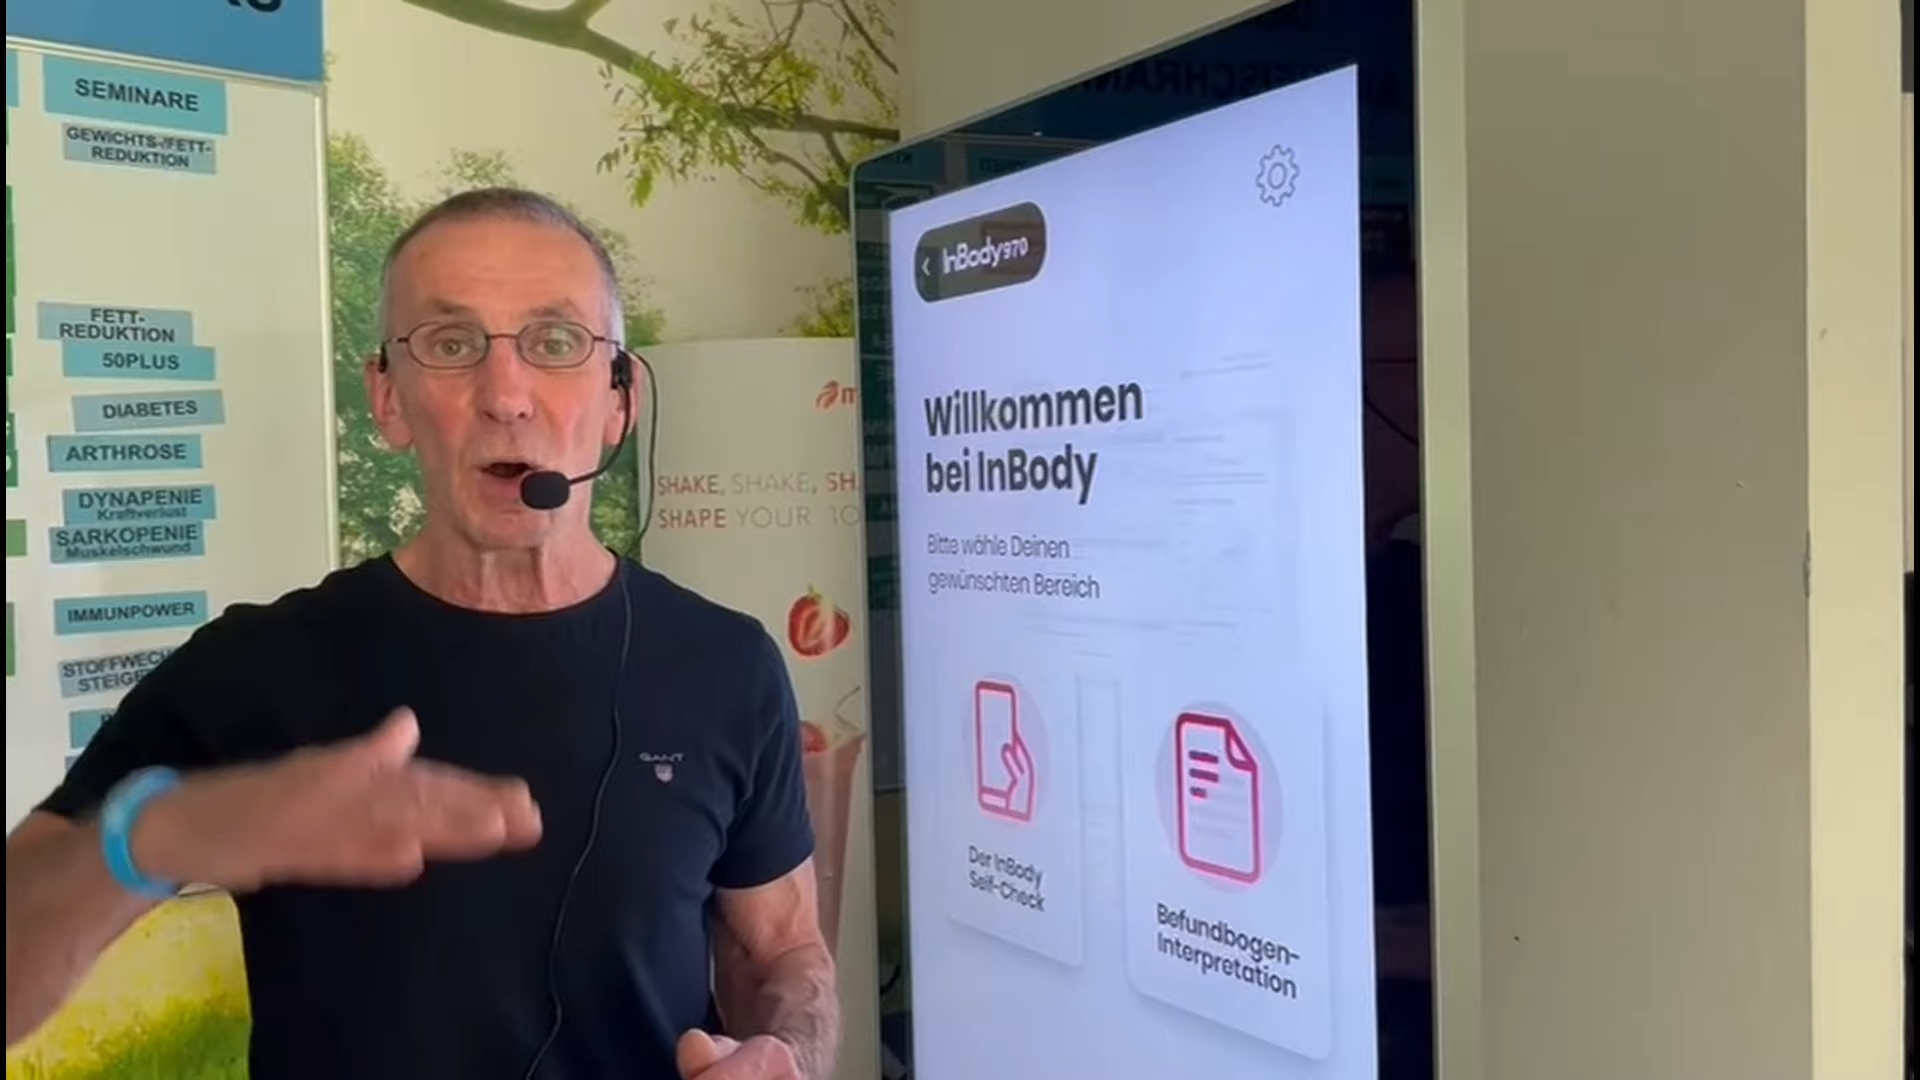 SEMINARE
GEWICHTS-/FETT-
REDUKTION
FETT-
REDUKTION
50PLUS
DIABETES
ARTHROSE
DYNAPENIE
Kraftverlust
SARKOPENIE
Muskelschwund
IMMUNPOWER
SHAKE, SHAKE,
SHAPE YOUR
GANT
InBody970
Willkommen
bei InBody
Bitte wähle Deinen
gewünschten Bereich
Der InBody
Self-Check
Befundbogen-
Interpretation